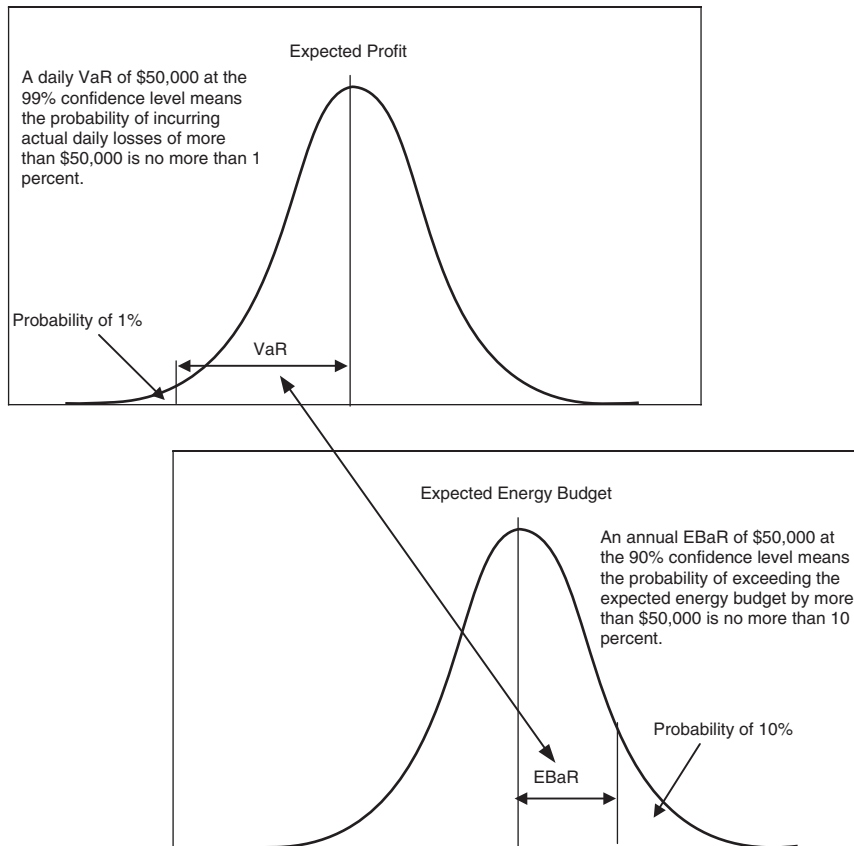 Expected Profit
A daily VaR of $50,000 at the
99% confidence level means
the probability of incurring
actual daily losses of more
than $50,000 is no more than 1
percent.
Probability of 1%
VaR
Expected Energy Budget
An annual EBaR of $50,000 at
the 90% confidence level means
the probability of exceeding the
expected energy budget by more
than $50,000 is no more than 10
percent.
Probability of 10%
EBaR